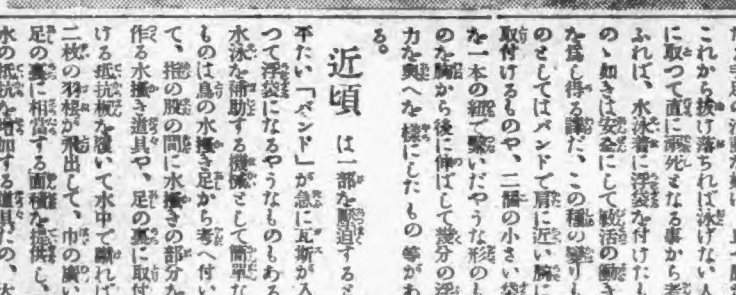 これから抜け落ちれば泳げない人
に取つて直に溺死となる事から考
ふれば、水泳着に浮袋を付けたも
のゝ如きは安全にして敏活の働き
を為し得る譯だ、この種の變りも
のとしてはバンドで肩に近い胸に
取付けるものや、二個の小さい袋
を一本の紐で繋いだやうな形のも
のを胸から後に伸ばして幾分の浮
力を與へを樣にしたもの等があ
る。
近頃は一部を壓迫すると
平たい「バンド」が急に瓦斯が入
つて浮袋になるやうなものもある
水泳を補助する機械として簡單な
ものは鳥の水掻き足から考へ付い
て、指の股の間に水掻きの部分を
作る水掻き道具や、足の裏に取付
ける抵抗板を履いて水中で蹴れば
二枚の羽根が飛出して、巾の廣い
足の裏に相當する面積を提供し、
水の抵抗を増加する道具だの、大